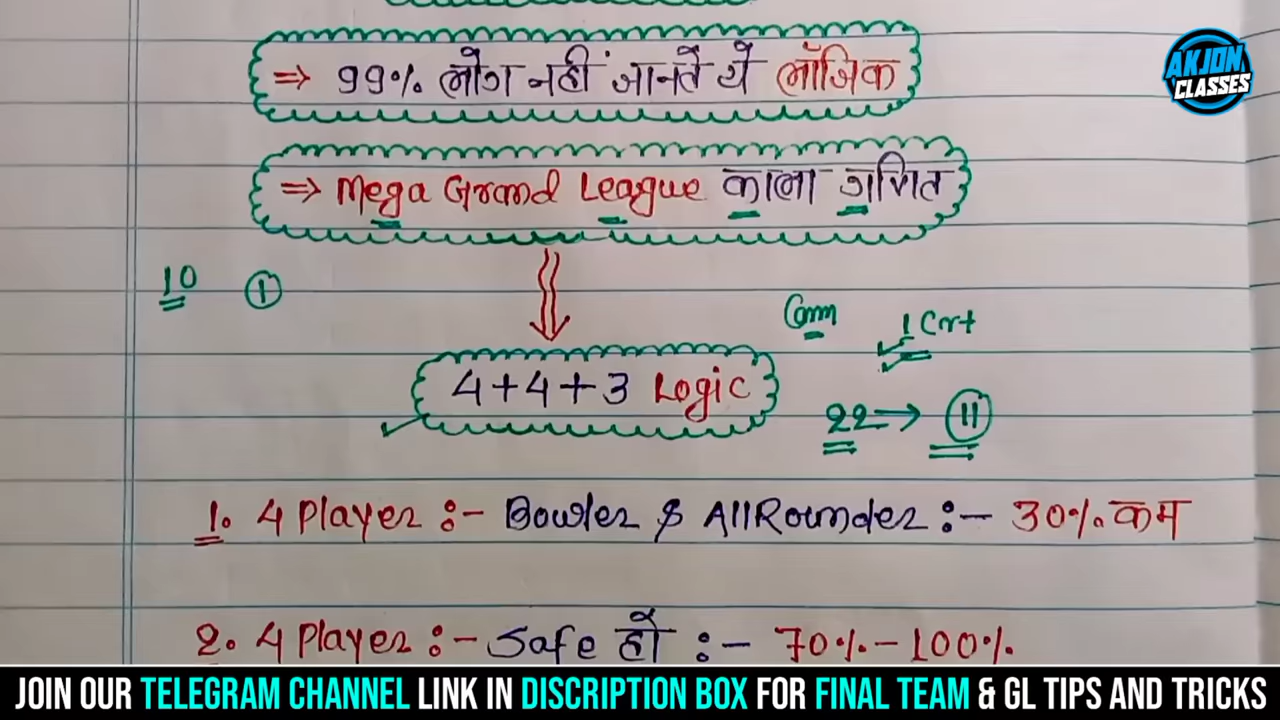 AKJON
CLASSES
⇒ 99% लोग नहीं जानते ये लॉजिक
⇒ Mega Grand League काला गणित
10 ①
Comm
1 Cr+
4+4+3 Logic
22 → ⑪
1. 4 Player :- Bowler & AllRounder :- 30% कम
2. 4 Player :- Safe हो :- 70% - 100%
JOIN OUR TELEGRAM CHANNEL LINK IN DISCRIPTION BOX FOR FINAL TEAM & GL TIPS AND TRICKS